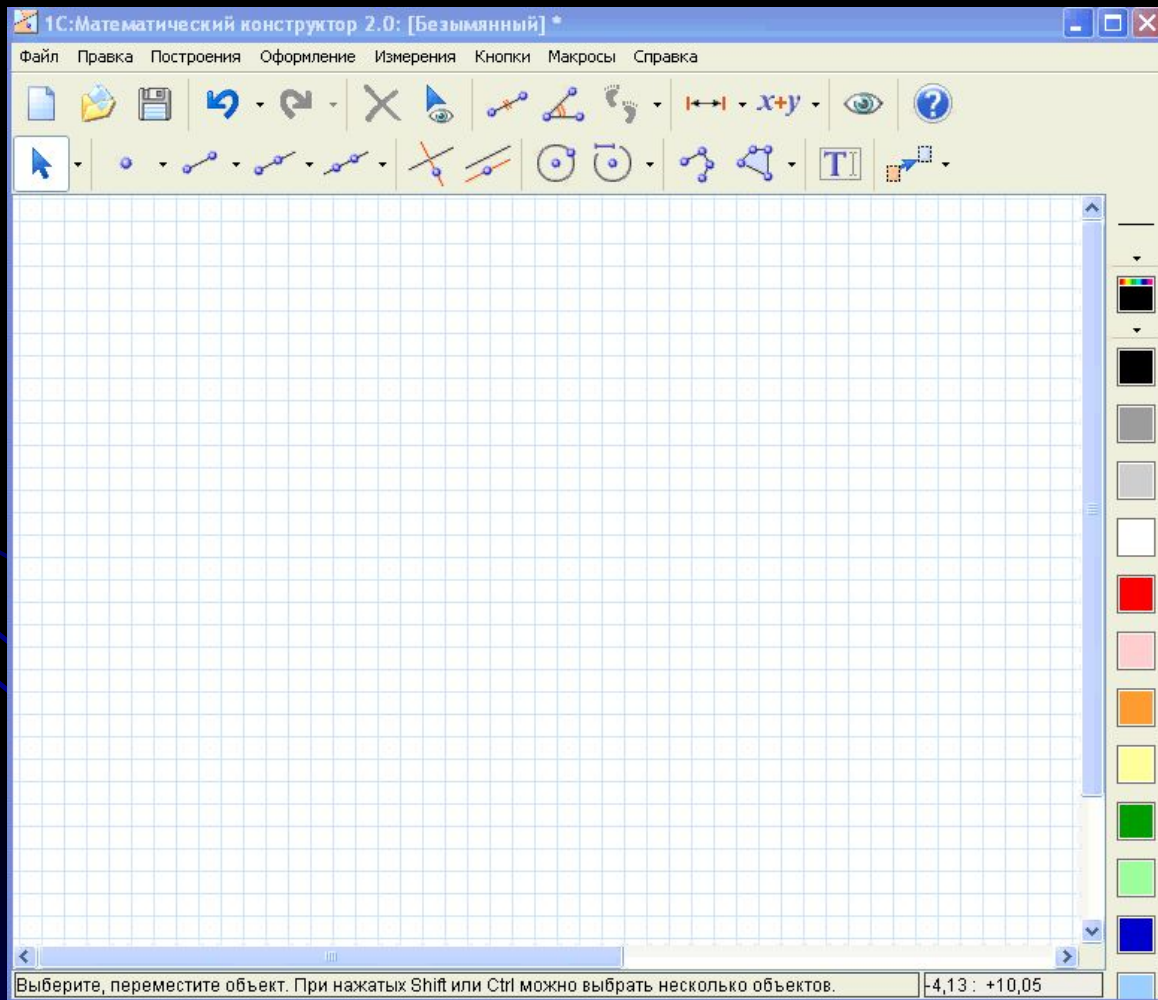 1С:Математический конструктор 2.0: [Безымянный] *
Файл Правка Построения Оформление Измерения Кнопки Макросы Справка
x+y ?
T
Выберите, переместите объект. При нажатых Shift или Ctrl можно выбрать несколько объектов. -4,13 : +10,05